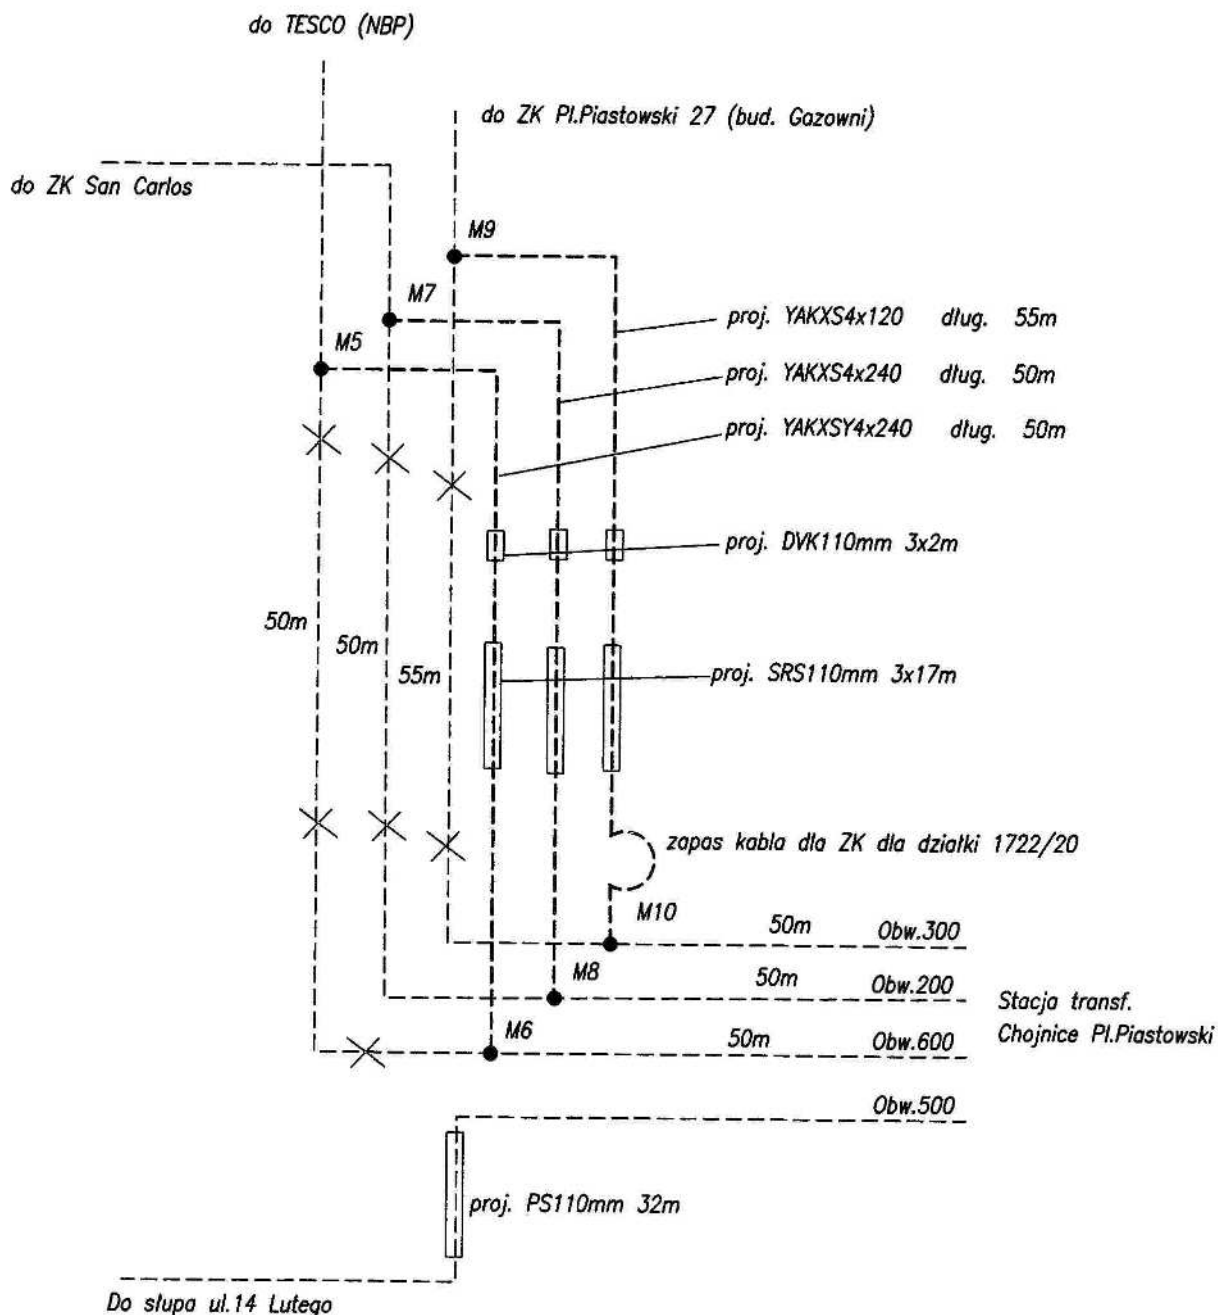 do TESCO (NBP)
do ZK Pl.Piastowski 27 (bud. Gazowni)
do ZK San Carlos
M9
M7
M5
proj. YAKXS4x120 dług. 55m
proj. YAKXS4x240 dług. 50m
proj. YAKXSY4x240 dług. 50m
proj. DVK110mm 3x2m
50m
50m
55m
proj. SRS110mm 3x17m
zapas kabla dla ZK dla działki 1722/20
M10
50m Obw.300
M8
50m Obw.200
Stacja transf.
Chojnice Pl.Piastowski
M6
50m Obw.600
Obw.500
proj. PS110mm 32m
Do słupa ul.14 Lutego